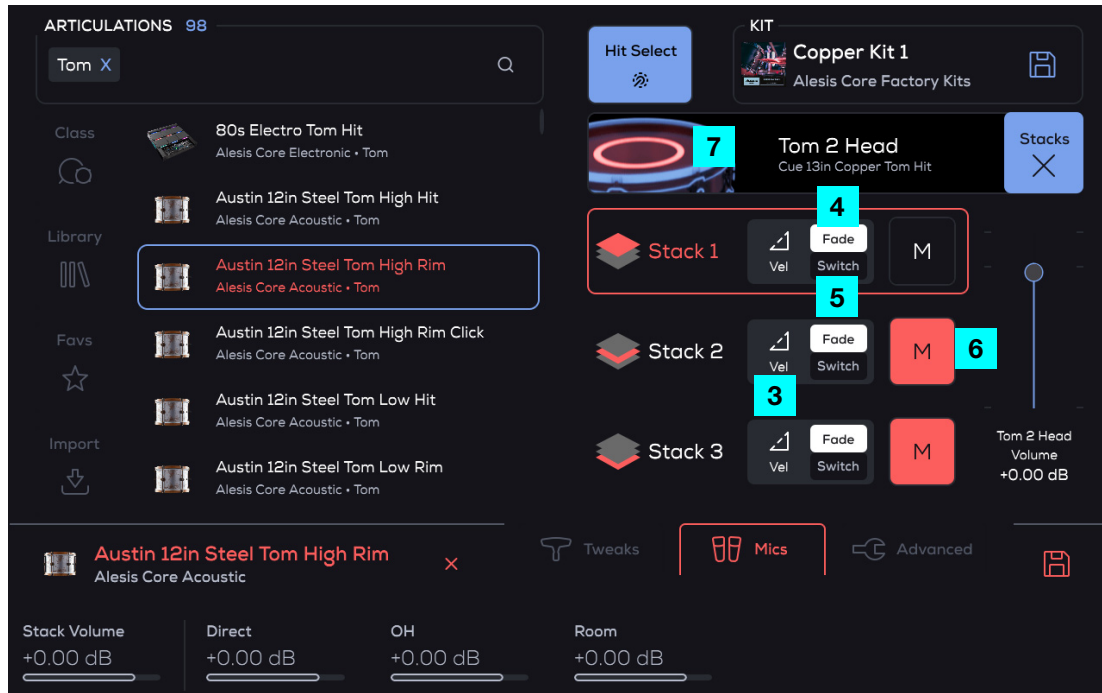 ARTICULATIONS 98
Tom X
Class
Library
Favs
Import
80s Electro Tom Hit
Alesis Core Electronic • Tom
Austin 12in Steel Tom High Hit
Alesis Core Acoustic • Tom
Austin 12in Steel Tom High Rim
Alesis Core Acoustic • Tom
Austin 12in Steel Tom High Rim Click
Alesis Core Acoustic • Tom
Austin 12in Steel Tom Low Hit
Alesis Core Acoustic • Tom
Austin 12in Steel Tom Low Rim
Alesis Core Acoustic • Tom
Hit Select
KIT
Copper Kit 1
Alesis Core Factory Kits
7
Tom 2 Head
Cue 13in Copper Tom Hit
Stacks
4
Stack 1
Vel
Fade
Switch
M
5
Stack 2
Vel
Fade
Switch
M
6
3
Stack 3
Vel
Fade
Switch
M
Tom 2 Head
Volume
+0.00 dB
Austin 12in Steel Tom High Rim
Alesis Core Acoustic
Tweaks
Mics
Advanced
Stack Volume
+0.00 dB
Direct
+0.00 dB
OH
+0.00 dB
Room
+0.00 dB